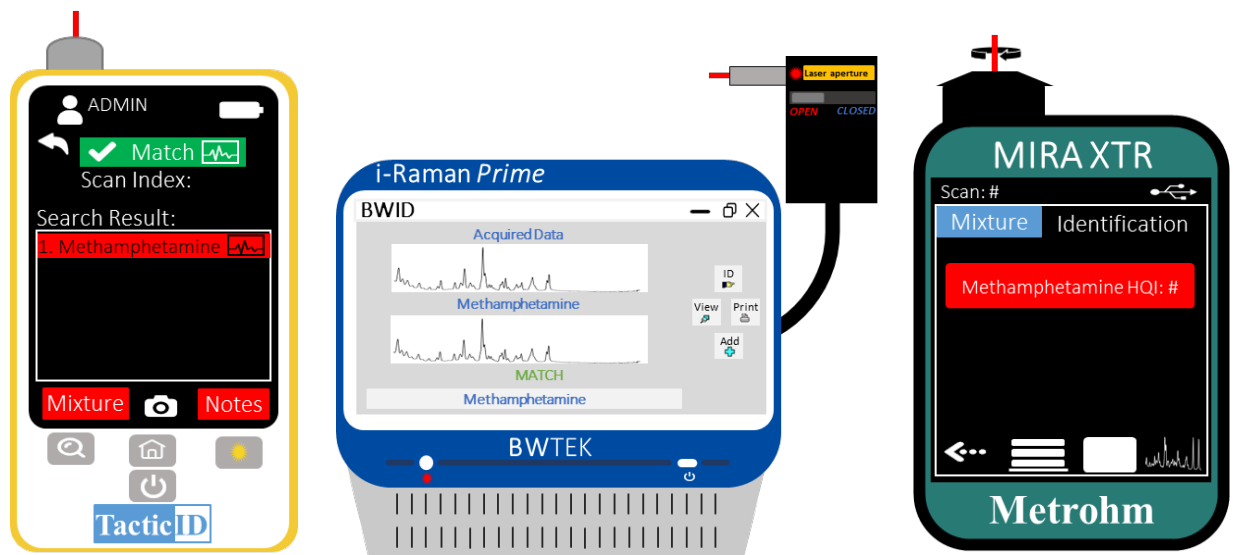 ADMIN
Match
Scan Index:
Search Result:
1. Methamphetamine
Mixture
Notes
TacticID
i-Raman Prime
BWID
Acquired Data
Methamphetamine
MATCH
Methamphetamine
ID
View Print
Add
BWTEK
Laser aperture
OPEN CLOSED
MIRA XTR
Scan: #
Mixture Identification
Methamphetamine HQI: #
Metrohm